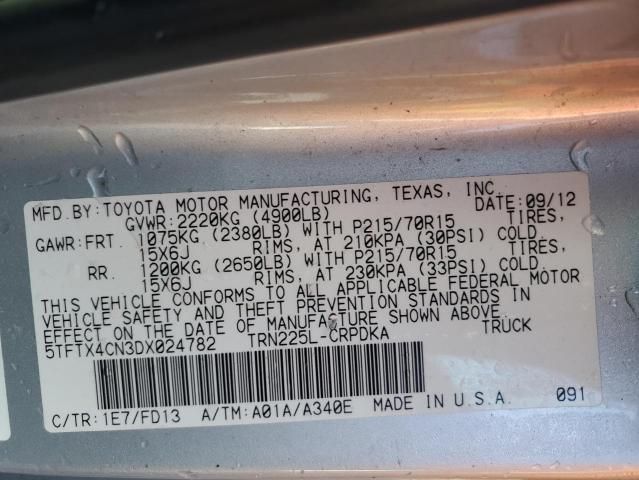 MFD.BY:TOYOTA MOTOR MANUFACTURING, TEXAS, INC. DATE:09/12
GVWR:2220KG (4900LB)
GAWR:FRT. 1075KG (2380LB) WITH P215/70R15 TIRES,
15X6J RIMS, AT 210KPA (30PSI) COLD.
RR. 1200KG (2650LB) WITH P215/70R15 TIRES,
15X6J RIMS, AT 230KPA (33PSI) COLD.
THIS VEHICLE CONFORMS TO ALL APPLICABLE FEDERAL MOTOR
VEHICLE SAFETY AND THEFT PREVENTION STANDARDS IN
EFFECT ON THE DATE OF MANUFACTURE SHOWN ABOVE.
5TFTX4CN3DX024782 TRN225L-CRPDKA TRUCK
C/TR:1E7/FD13 A/TM:A01A/A340E MADE IN U.S.A. 091